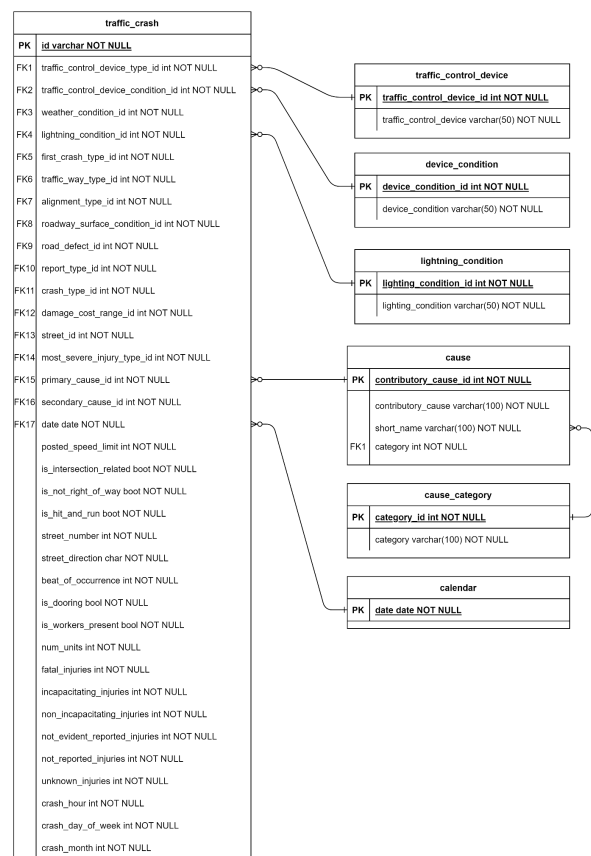 traffic_crash
PK id varchar NOT NULL
FK1 traffic_control_device_type_id int NOT NULL
FK2 traffic_control_device_condition_id int NOT NULL
FK3 weather_condition_id int NOT NULL
FK4 lightning_condition_id int NOT NULL
FK5 first_crash_type_id int NOT NULL
FK6 traffic_way_type_id int NOT NULL
FK7 alignment_type_id int NOT NULL
FK8 roadway_surface_condition_id int NOT NULL
FK9 road_defect_id int NOT NULL
FK10 report_type_id int NOT NULL
FK11 crash_type_id int NOT NULL
FK12 damage_cost_range_id int NOT NULL
FK13 street_id int NOT NULL
FK14 most_severe_injury_type_id int NOT NULL
FK15 primary_cause_id int NOT NULL
FK16 secondary_cause_id int NOT NULL
FK17 date date NOT NULL
posted_speed_limit int NOT NULL
is_intersection_related boot NOT NULL
is_not_right_of_way boot NOT NULL
is_hit_and_run boot NOT NULL
street_number int NOT NULL
street_direction char NOT NULL
beat_of_occurrence int NOT NULL
is_dooring bool NOT NULL
is_workers_present bool NOT NULL
num_units int NOT NULL
fatal_injuries int NOT NULL
incapacitating_injuries int NOT NULL
non_incapacitating_injuries int NOT NULL
not_evident_reported_injuries int NOT NULL
not_reported_injuries int NOT NULL
unknown_injuries int NOT NULL
crash_hour int NOT NULL
crash_day_of_week int NOT NULL
crash_month int NOT NULL
traffic_control_device
PK traffic_control_device_id int NOT NULL
traffic_control_device varchar(50) NOT NULL
device_condition
PK device_condition_id int NOT NULL
device_condition varchar(50) NOT NULL
lightning_condition
PK lighting_condition_id int NOT NULL
lighting_condition varchar(50) NOT NULL
cause
PK contributory_cause_id int NOT NULL
contributory_cause varchar(100) NOT NULL
short_name varchar(100) NOT NULL
FK1 category int NOT NULL
cause_category
PK category_id int NOT NULL
category varchar(100) NOT NULL
calendar
PK date date NOT NULL